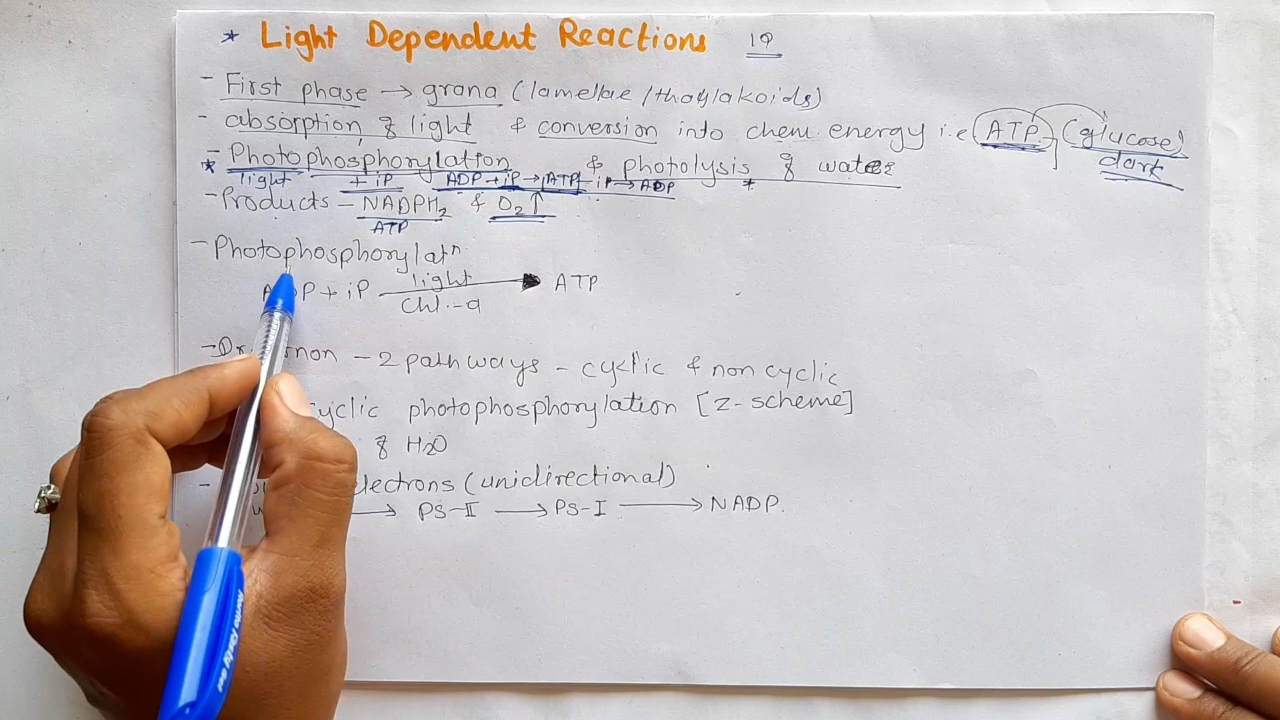 * Light Dependent Reactions 1Q
- First phase → grana (lamellae / thoylakoids)
- absorption of light & conversion into chem. energy i.e ATP (glucose)
dark
* - Photophosphorylation & photolysis of water
light + iP ADP + iP → ATP - iP → ADP *
- Products - NADPH₂ & O₂↑
ATP
- Photophosphorylatⁿ
P + iP light → ATP
Chl.-a
non - 2 pathways - cyclic & non cyclic
cyclic photophosphorylation [Z-scheme]
of H₂O
- electrons (unidirectional)
→ PS-II → PS-I → NADP.